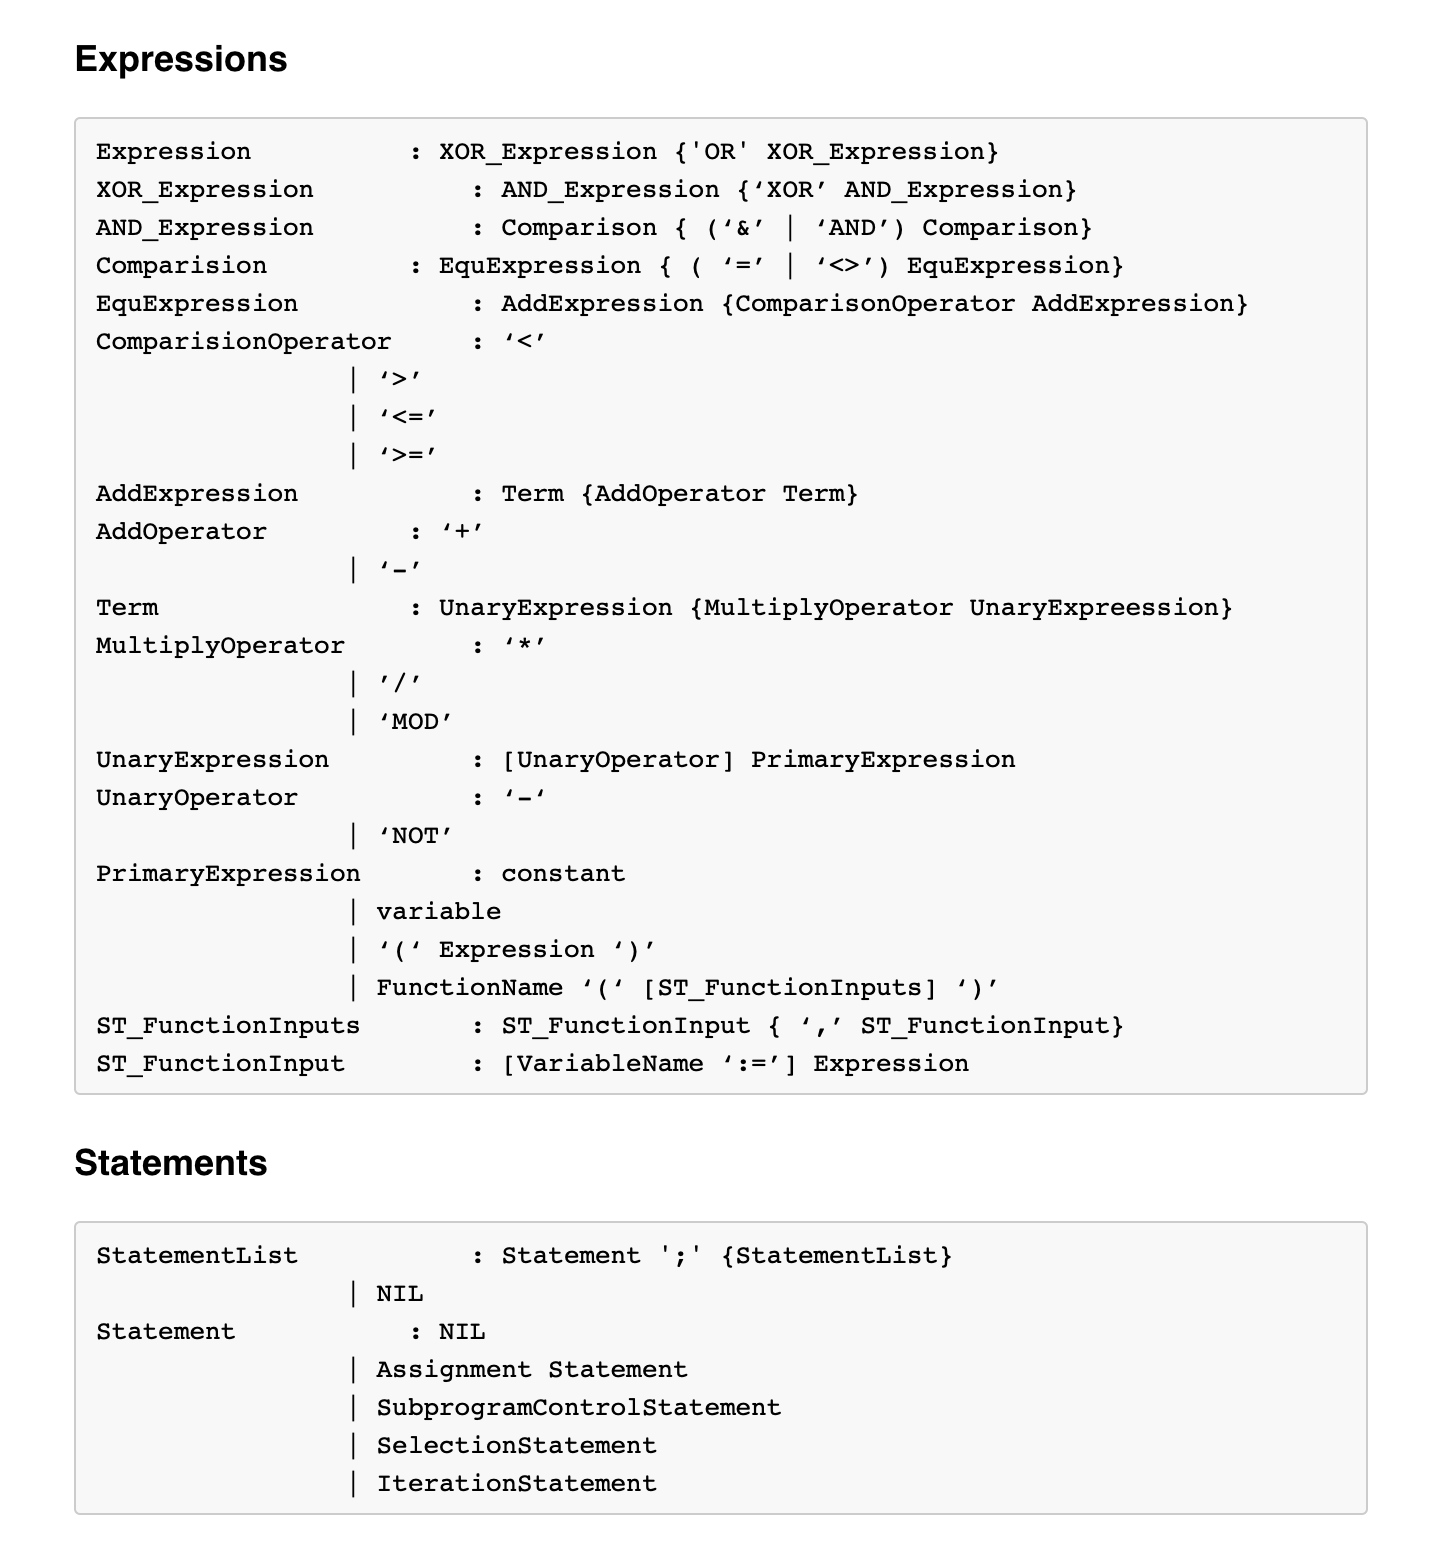 Expressions
Expression : XOR_Expression {'OR' XOR_Expression}
XOR_Expression : AND_Expression {‘XOR’ AND_Expression}
AND_Expression : Comparison { (‘&’ | ‘AND’) Comparison}
Comparision : EquExpression { ( ‘=’ | ‘<>’) EquExpression}
EquExpression : AddExpression {ComparisonOperator AddExpression}
ComparisionOperator : ‘<’
| ‘>’
| ‘<=’
| ‘>=’
AddExpression : Term {AddOperator Term}
AddOperator : ‘+’
| ‘-’
Term : UnaryExpression {MultiplyOperator UnaryExpreession}
MultiplyOperator : ‘*’
| ’/’
| ‘MOD’
UnaryExpression : [UnaryOperator] PrimaryExpression
UnaryOperator : ‘-‘
| ‘NOT’
PrimaryExpression : constant
| variable
| ‘(‘ Expression ‘)’
| FunctionName ‘(‘ [ST_FunctionInputs] ‘)’
ST_FunctionInputs : ST_FunctionInput { ‘,’ ST_FunctionInput}
ST_FunctionInput : [VariableName ‘:=’] Expression
Statements
StatementList : Statement ';' {StatementList}
| NIL
Statement : NIL
| Assignment Statement
| SubprogramControlStatement
| SelectionStatement
| IterationStatement